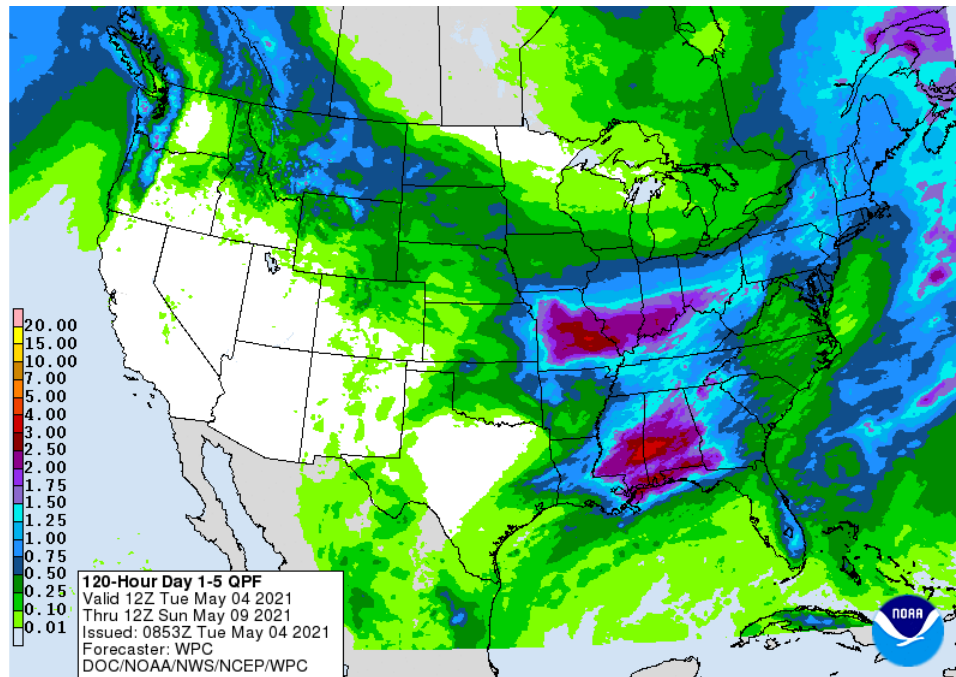 20.00
15.00
10.00
7.00
5.00
4.00
3.00
2.50
2.00
1.75
1.50
1.25
1.00
0.75
0.50
0.25
0.10
0.01
120-Hour Day 1-5 QPF
Valid 12Z Tue May 04 2021
Thru 12Z Sun May 09 2021
Issued: 0853Z Tue May 04 2021
Forecaster: WPC
DOC/NOAA/NWS/NCEP/WPC
NOAA